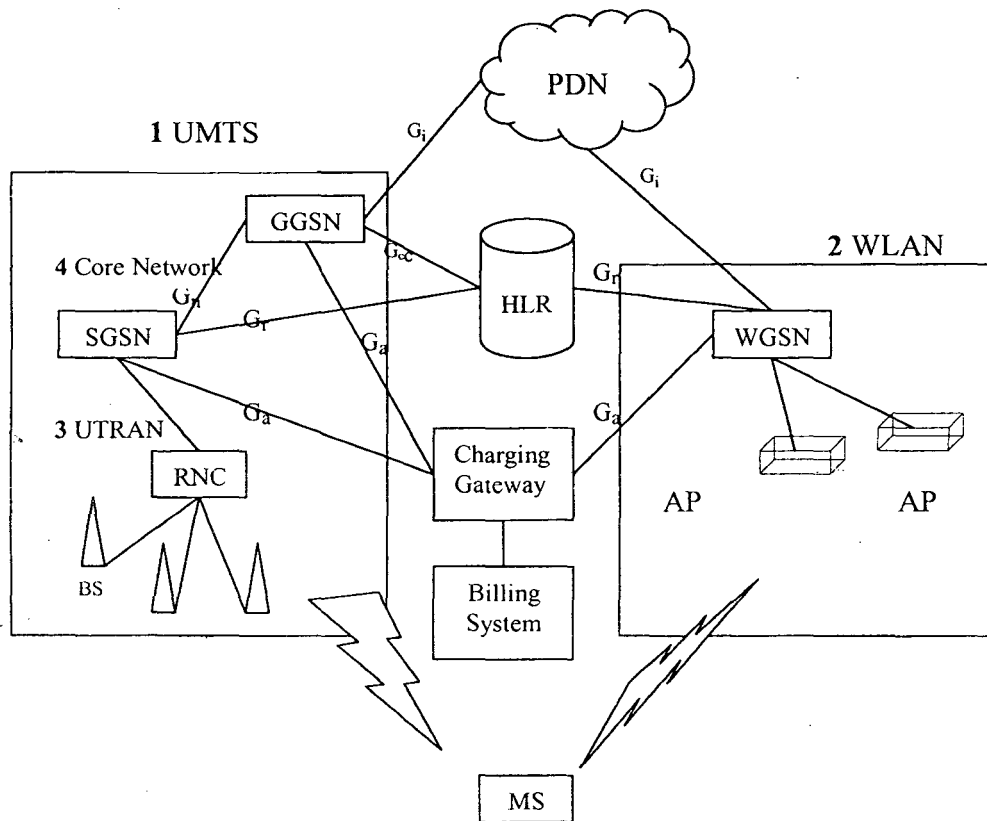 PDN
1 UMTS
Gi
Gi
GGSN
2 WLAN
Gcc
4 Core Network
Gn
Gr
HLR
SGSN
Gr
WGSN
Ga
Ga
Ga
3 UTRAN
Charging
Gateway
RNC
AP
AP
BS
Billing
System
MS